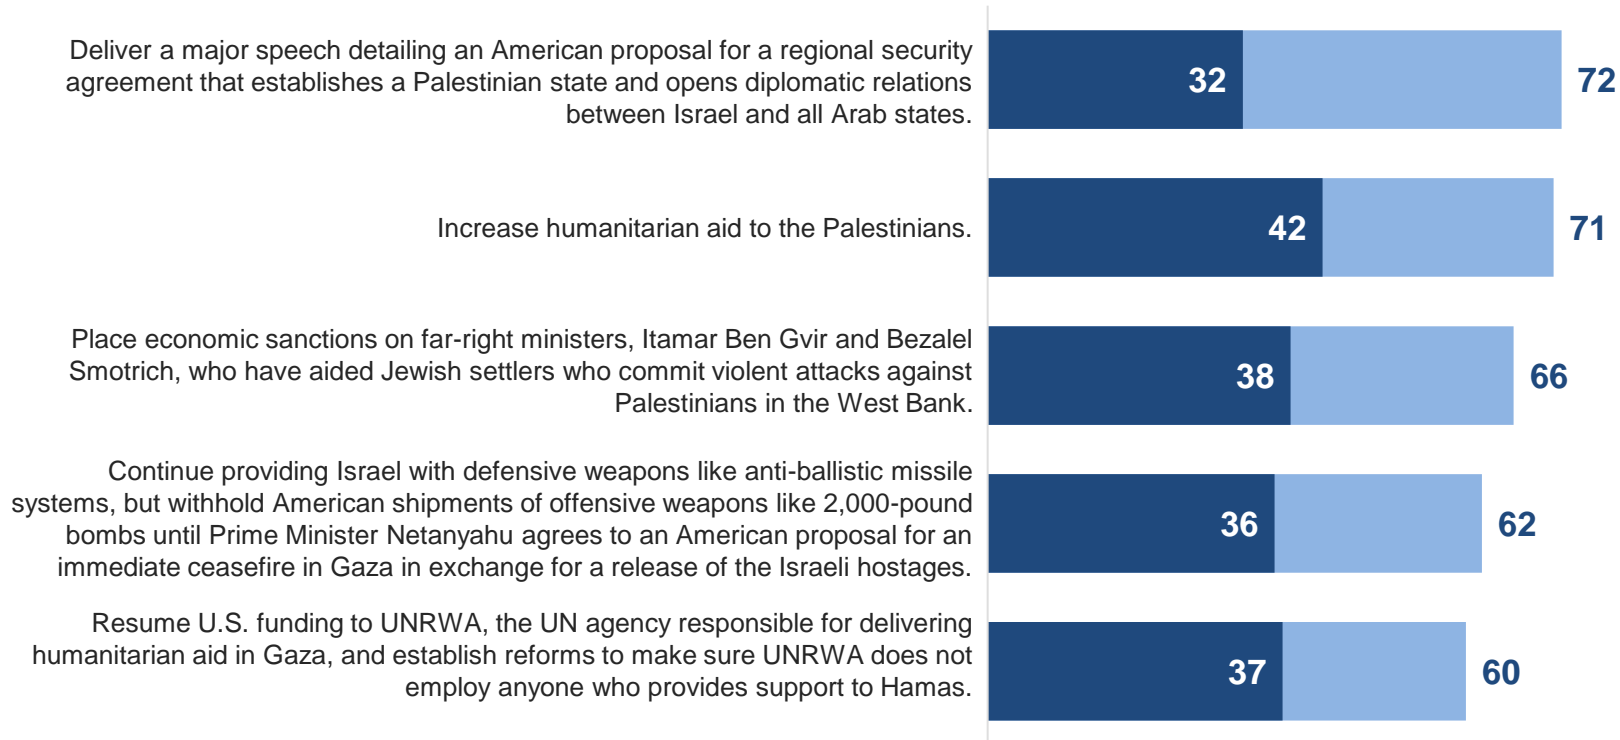 Deliver a major speech detailing an American proposal for a regional security
agreement that establishes a Palestinian state and opens diplomatic relations
between Israel and all Arab states.
32
72
Increase humanitarian aid to the Palestinians.
42
71
Place economic sanctions on far-right ministers, Itamar Ben Gvir and Bezalel
Smotrich, who have aided Jewish settlers who commit violent attacks against
Palestinians in the West Bank.
38
66
Continue providing Israel with defensive weapons like anti-ballistic missile
systems, but withhold American shipments of offensive weapons like 2,000-pound
bombs until Prime Minister Netanyahu agrees to an American proposal for an
immediate ceasefire in Gaza in exchange for a release of the Israeli hostages.
36
62
Resume U.S. funding to UNRWA, the UN agency responsible for delivering
humanitarian aid in Gaza, and establish reforms to make sure UNRWA does not
employ anyone who provides support to Hamas.
37
60